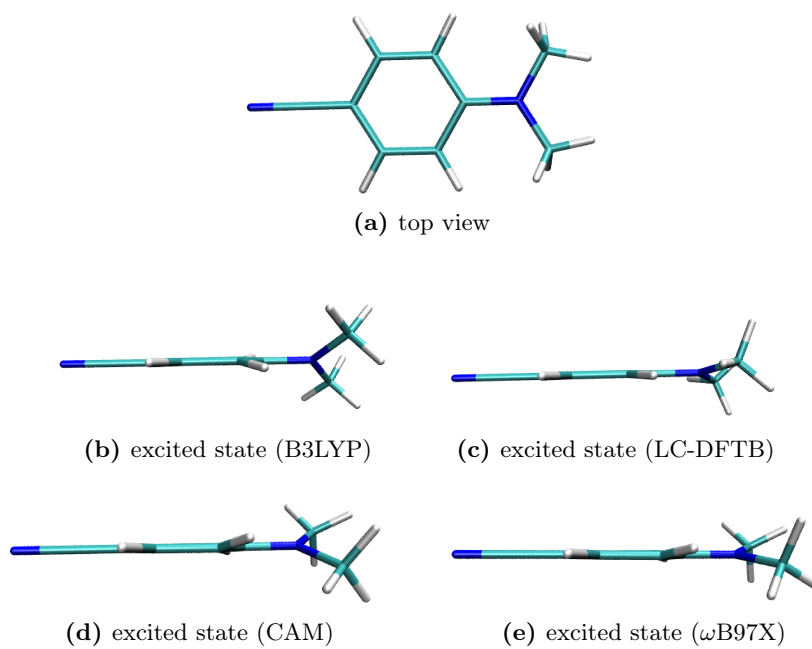 (a) top view
(b) excited state (B3LYP)
(c) excited state (LC-DFTB)
(d) excited state (CAM)
(e) excited state (ωB97X)